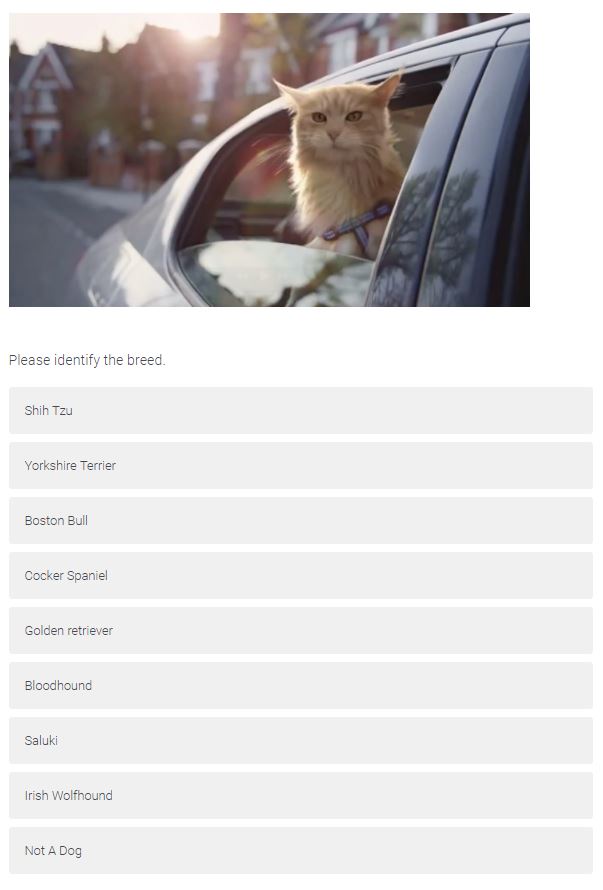 Please identify the breed.
Shih Tzu
Yorkshire Terrier
Boston Bull
Cocker Spaniel
Golden retriever
Bloodhound
Saluki
Irish Wolfhound
Not A Dog